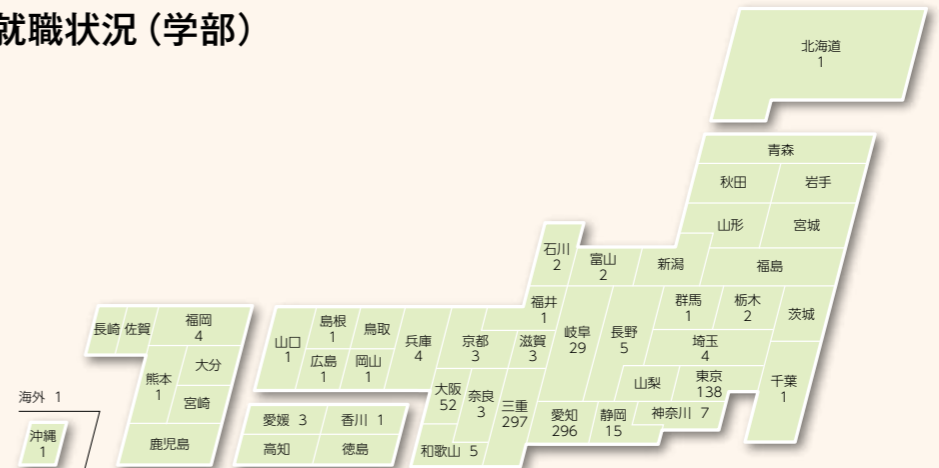 就職状況（学部）
北海道
1
青森
秋田
岩手
山形
宮城
石川
2
富山
2
新潟
福島
福井
1
岐阜
29
長野
5
群馬
1
栃木
2
茨城
埼玉
4
山梨
東京
138
千葉
1
神奈川 7
長崎
佐賀
福岡
4
熊本
1
大分
宮崎
鹿児島
山口
1
島根
1
鳥取
広島
1
岡山
1
兵庫
4
京都
3
滋賀
3
大阪
52
奈良
3
三重
297
愛知
296
静岡
15
和歌山 5
愛媛 3
香川 1
高知
徳島
海外 1
沖縄
1